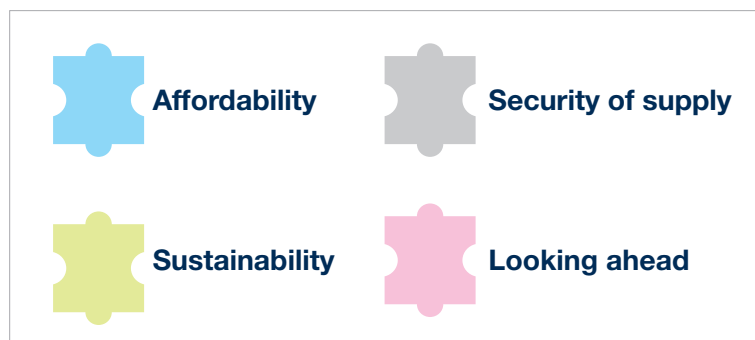 Affordability
Security of supply
Sustainability
Looking ahead